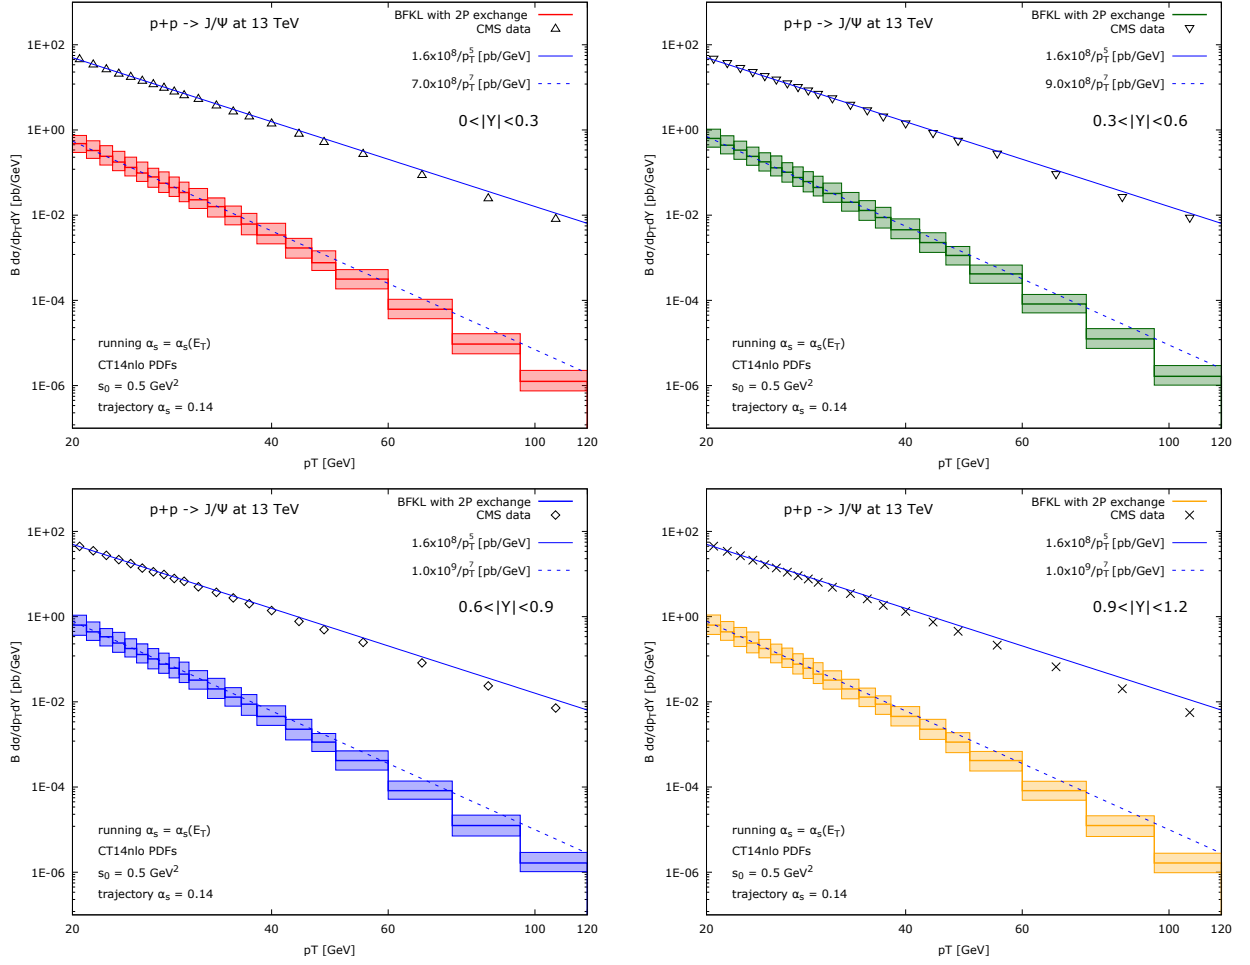 p+p -> J/Ψ at 13 TeV
BFKL with 2P exchange
CMS data
1.6x10^8/p_T^5 [pb/GeV]
7.0x10^8/p_T^7 [pb/GeV]
0<|Y|<0.3
B dσ/dp_TdY [pb/GeV]
1E+02
1E+00
1E-02
1E-04
1E-06
running α_s = α_s(E_T)
CT14nlo PDFs
s_0 = 0.5 GeV^2
trajectory α_s = 0.14
20 40 60 100 120
pT [GeV]
p+p -> J/Ψ at 13 TeV
BFKL with 2P exchange
CMS data
1.6x10^8/p_T^5 [pb/GeV]
9.0x10^8/p_T^7 [pb/GeV]
0.3<|Y|<0.6
B dσ/dp_TdY [pb/GeV]
1E+02
1E+00
1E-02
1E-04
1E-06
running α_s = α_s(E_T)
CT14nlo PDFs
s_0 = 0.5 GeV^2
trajectory α_s = 0.14
20 40 60 100 120
pT [GeV]
p+p -> J/Ψ at 13 TeV
BFKL with 2P exchange
CMS data
1.6x10^8/p_T^5 [pb/GeV]
1.0x10^9/p_T^7 [pb/GeV]
0.6<|Y|<0.9
B dσ/dp_TdY [pb/GeV]
1E+02
1E+00
1E-02
1E-04
1E-06
running α_s = α_s(E_T)
CT14nlo PDFs
s_0 = 0.5 GeV^2
trajectory α_s = 0.14
20 40 60 100 120
pT [GeV]
p+p -> J/Ψ at 13 TeV
BFKL with 2P exchange
CMS data
1.6x10^8/p_T^5 [pb/GeV]
1.0x10^9/p_T^7 [pb/GeV]
0.9<|Y|<1.2
B dσ/dp_TdY [pb/GeV]
1E+02
1E+00
1E-02
1E-04
1E-06
running α_s = α_s(E_T)
CT14nlo PDFs
s_0 = 0.5 GeV^2
trajectory α_s = 0.14
20 40 60 100 120
pT [GeV]